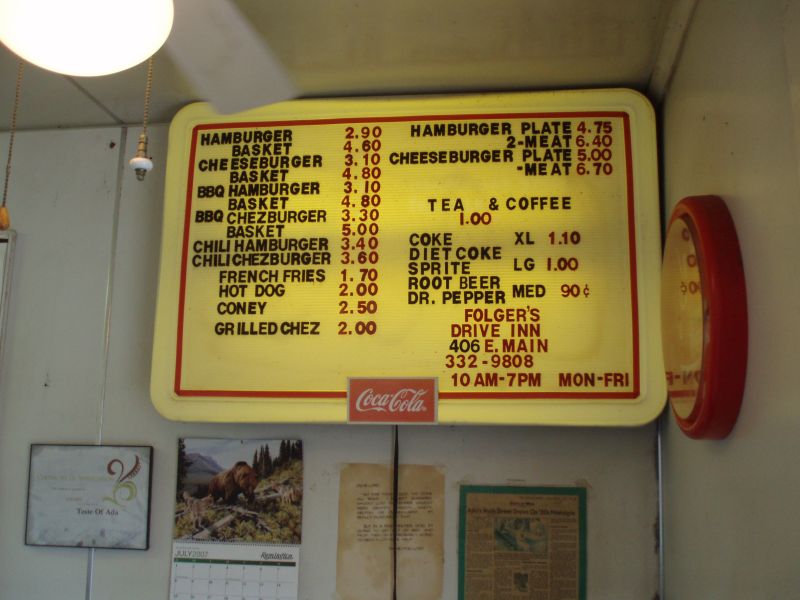 HAMBURGER 2.90
BASKET 4.60
CHEESEBURGER 3.10
BASKET 4.80
BBQ HAMBURGER 3.10
BASKET 4.80
BBQ CHEZBURGER 3.30
BASKET 5.00
CHILI HAMBURGER 3.40
CHILI CHEZBURGER 3.60
FRENCH FRIES 1.70
HOT DOG 2.00
CONEY 2.50
GRILLED CHEZ 2.00
HAMBURGER PLATE 4.75
2-MEAT 6.40
CHEESEBURGER PLATE 5.00
-MEAT 6.70
TEA & COFFEE
1.00
COKE XL 1.10
DIET COKE
SPRITE LG 1.00
ROOT BEER
DR. PEPPER MED 90¢
FOLGER'S
DRIVE INN
406 E. MAIN
332-9808
10 AM-7PM MON-FRI
Coca-Cola
Taste Of Ada
JULY 2007
Remington